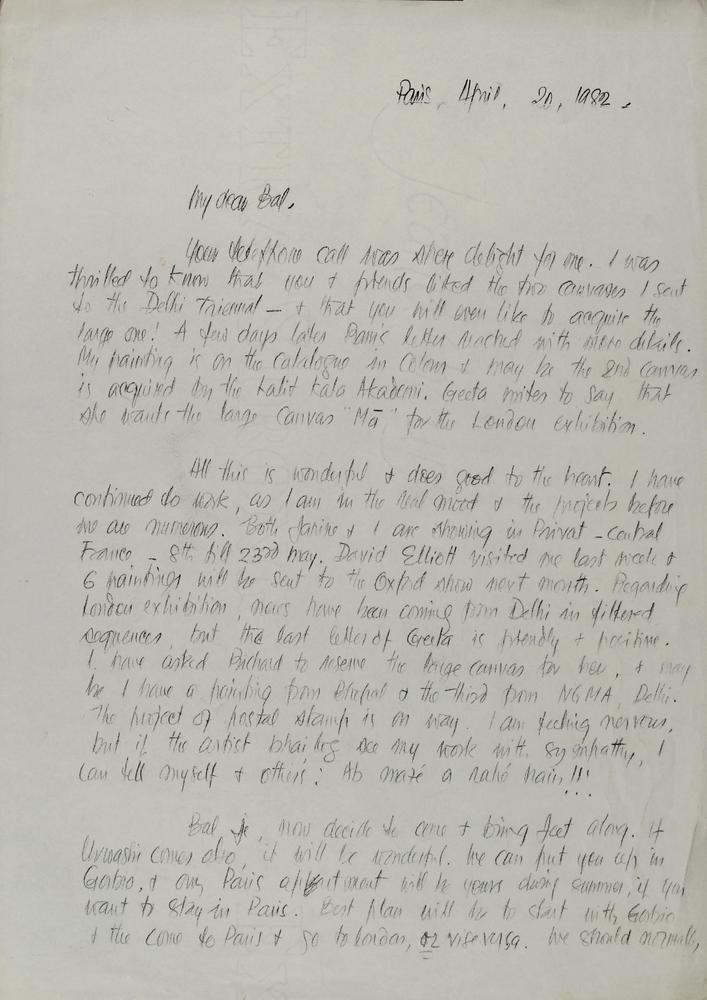 Paris, April, 20, 1982.
My dear Bal,
Your telephone call was sheer delight for me. I was
thrilled to know that you & friends liked the two canvases I sent
to the Delhi Triennal – & that you will even like to acquire the
large one! A few days later letter reached with more details.
My painting is on the catalogue in colour & may be the 2nd canvas
is acquired by the Lalit Kala Akademi. Geeta writes to say that
she wants the large canvas "Mā" for the London exhibition.
All this is wonderful & does good to the heart. I have
continued to work, as I am in the real mood & the projects before
me are numerous. Both Janine & I are showing in Privat – central
France – 8th till 23rd May. David Elliott visited me last week &
6 paintings will be sent to the Oxford show next month. Regarding
London exhibition, news have been coming from Delhi in filtered
sequences, but the last letter of Geeta is friendly & positive.
I have asked Richard to reserve the large canvas for her, & may
be I have a painting from Bhopal & the third from NGMA, Delhi.
The project of postal stamp is on way. I am feeling nervous,
but if the artist bhai log see my work with sympathy, I
can tell myself & others: Ab mazé a rahé hain!!!...
Bal je, now decide to come & bring Jeet along. If
Urvashi comes also, it will be wonderful. We can put you up in
Gorbio, & our Paris appartment will be yours during summer, if you
want to stay in Paris. Best plan will be to start with Gorbio
& the come to Paris & go to London, or vise versa. We should normally,